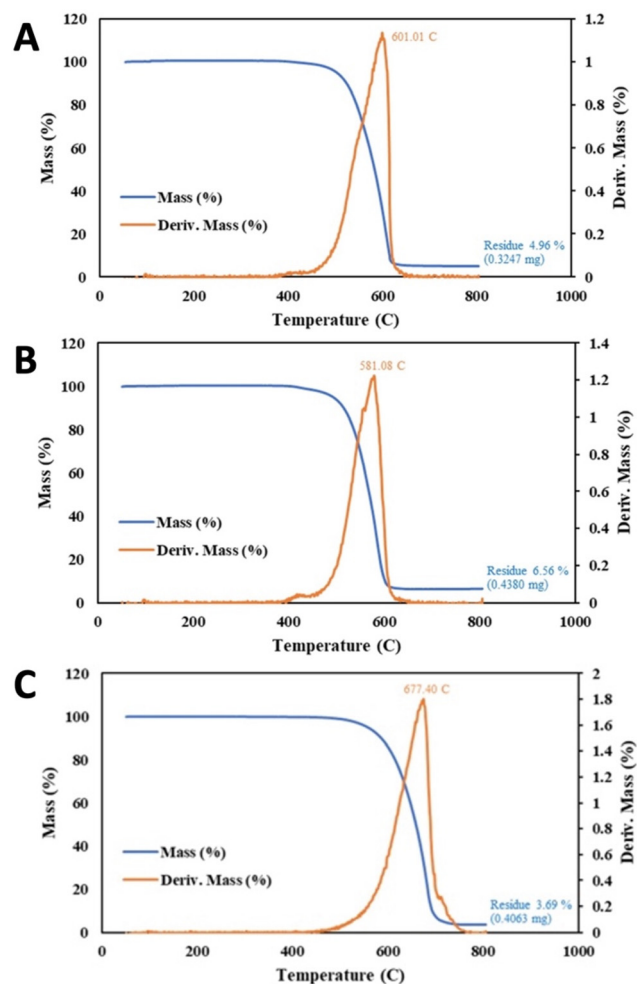 A
120
100
80
60
40
20
0
Mass (%)
601.01 C
Mass (%)
Deriv. Mass (%)
Residue 4.96 %
(0.3247 mg)
1.2
1
0.8
0.6
0.4
0.2
0
Deriv. Mass (%)
0 200 400 600 800 1000
Temperature (C)
B
120
100
80
60
40
20
0
Mass (%)
581.08 C
Mass (%)
Deriv. Mass (%)
Residue 6.56 %
(0.4380 mg)
1.4
1.2
1
0.8
0.6
0.4
0.2
0
Deriv. Mass (%)
0 200 400 600 800 1000
Temperature (C)
C
120
100
80
60
40
20
0
Mass (%)
677.40 C
Mass (%)
Deriv. Mass (%)
Residue 3.69 %
(0.4063 mg)
2
1.8
1.6
1.4
1.2
1
0.8
0.6
0.4
0.2
0
Deriv. Mass (%)
0 200 400 600 800 1000
Temperature (C)